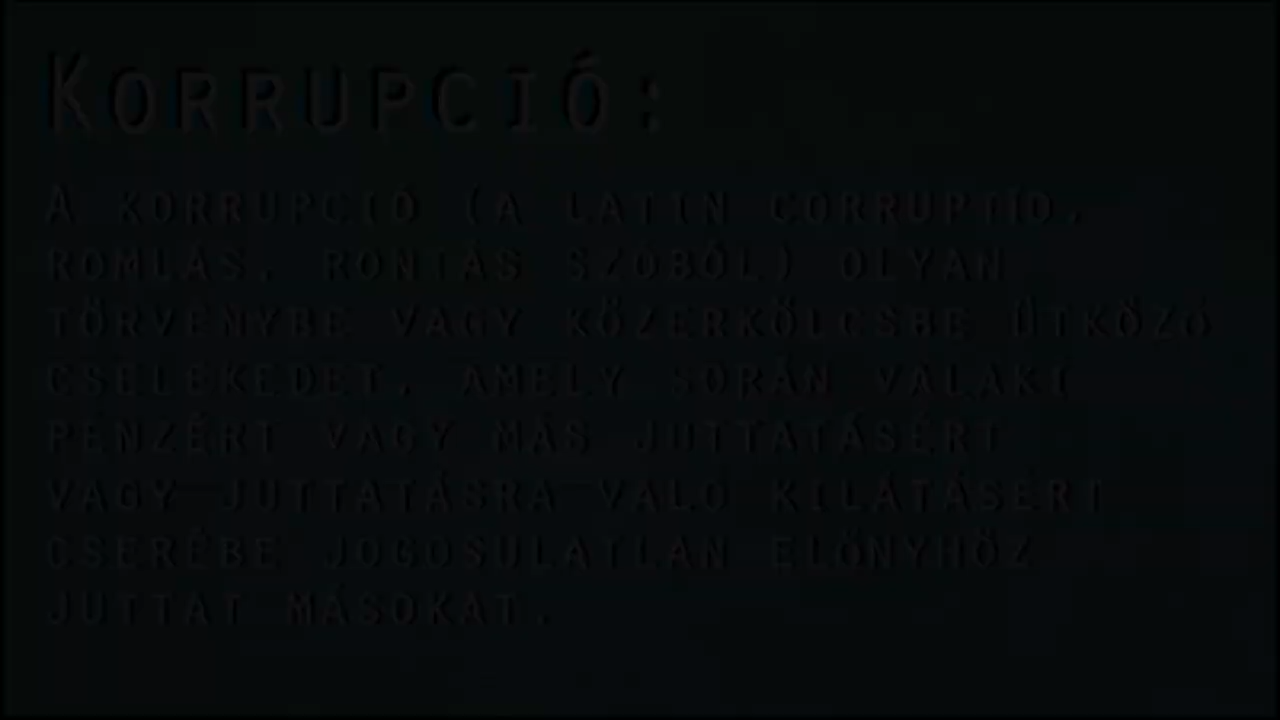 Korrupció:
A korrupció (a latin corruptio,
romlás, rontás szóból) olyan
törvénybe vagy közerkölcsbe ütköző
cselekedet, amely során valaki
pénzért vagy más juttatásért
vagy juttatásra való kilátásért
cserébe jogosulatlan előnyhöz
juttat másokat.